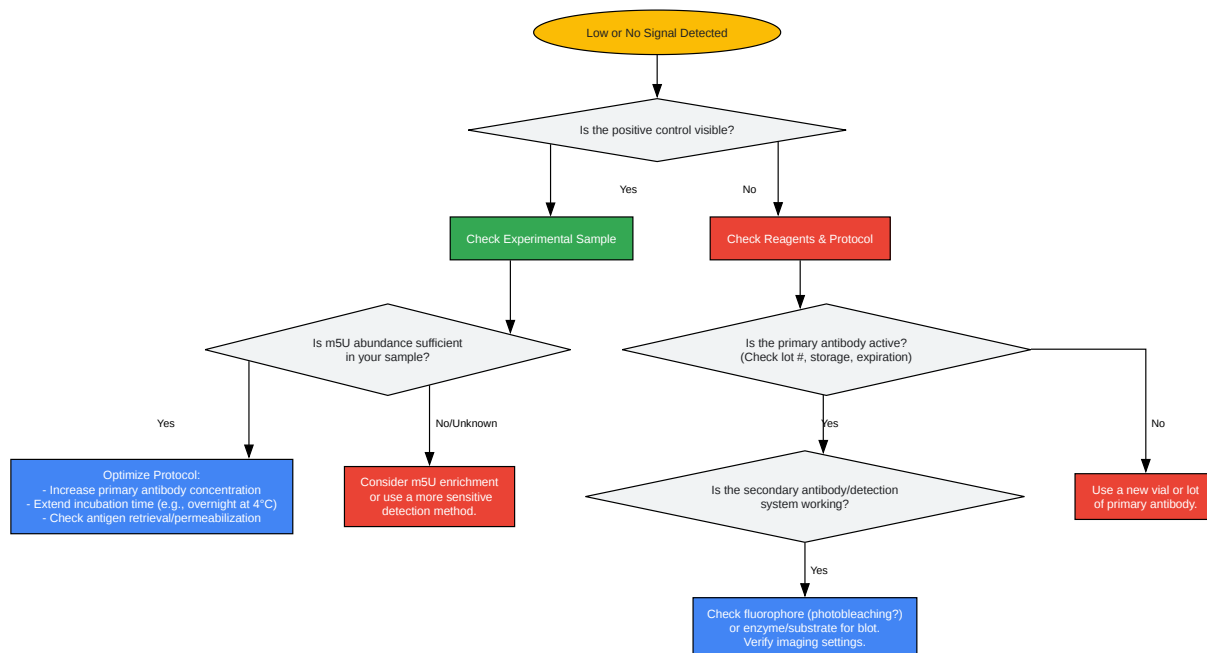 Low or No Signal Detected
Is the positive control visible?
Yes
No
Check Experimental Sample
Check Reagents & Protocol
Is m5U abundance sufficient
in your sample?
Is the primary antibody active?
(Check lot #, storage, expiration)
Yes
No/Unknown
Yes
No
Optimize Protocol:
- Increase primary antibody concentration
- Extend incubation time (e.g., overnight at 4°C)
- Check antigen retrieval/permeabilization
Consider m5U enrichment
or use a more sensitive
detection method.
Is the secondary antibody/detection
system working?
Use a new vial or lot
of primary antibody.
Yes
Check fluorophore (photobleaching?)
or enzyme/substrate for blot.
Verify imaging settings.